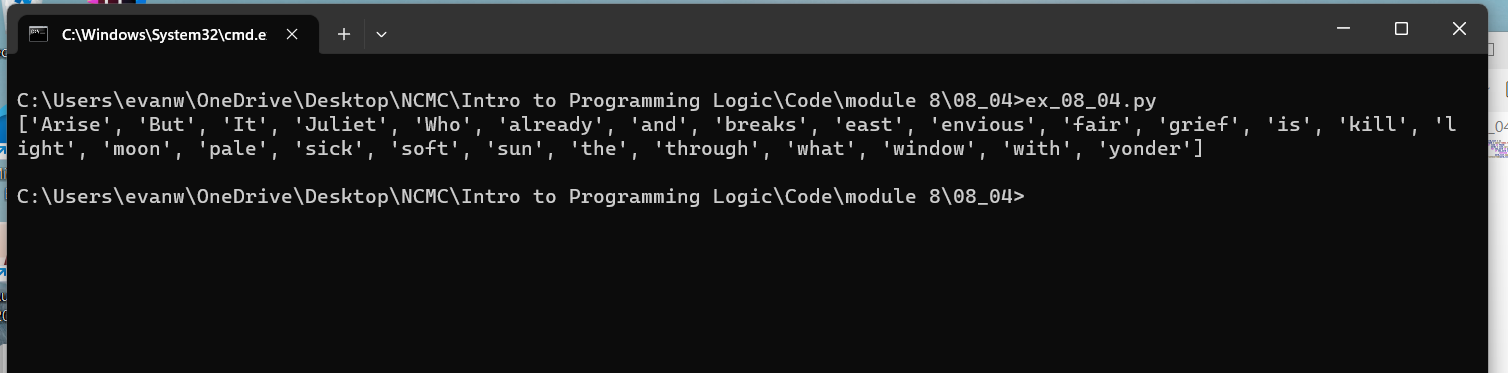 C:\Windows\System32\cmd.e
C:\Users\evanw\OneDrive\Desktop\NCMC\Intro to Programming Logic\Code\module 8\08_04>ex_08_04.py
['Arise', 'But', 'It', 'Juliet', 'Who', 'already', 'and', 'breaks', 'east', 'envious', 'fair', 'grief', 'is', 'kill', 'l
ight', 'moon', 'pale', 'sick', 'soft', 'sun', 'the', 'through', 'what', 'window', 'with', 'yonder']
C:\Users\evanw\OneDrive\Desktop\NCMC\Intro to Programming Logic\Code\module 8\08_04>